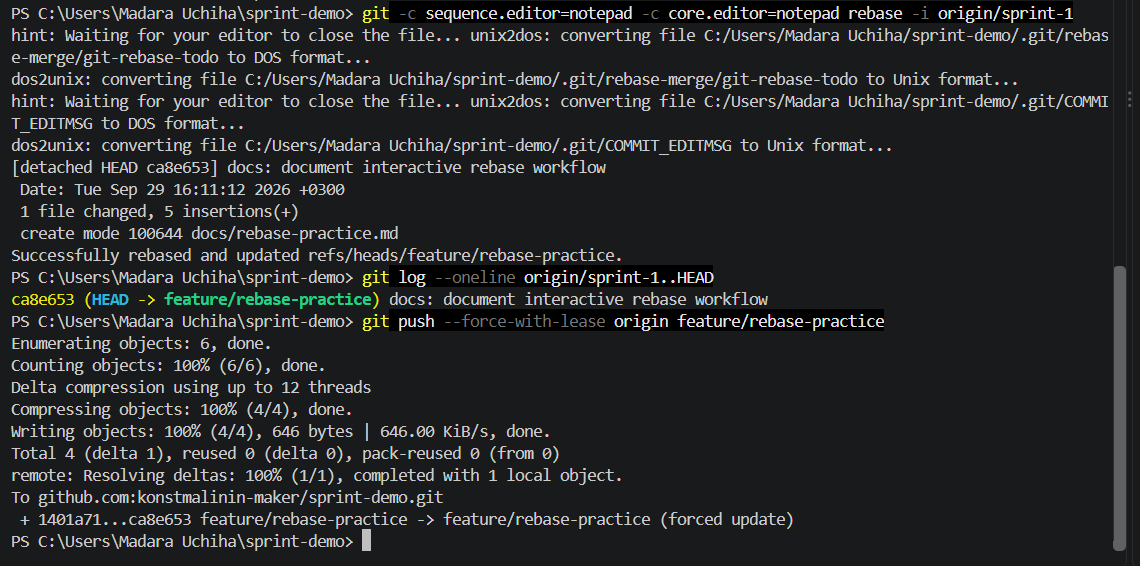 PS C:\Users\Madara Uchiha\sprint-demo> git -c sequence.editor=notepad -c core.editor=notepad rebase -i origin/sprint-1
hint: Waiting for your editor to close the file... unix2dos: converting file C:/Users/Madara Uchiha/sprint-demo/.git/rebas
e-merge/git-rebase-todo to DOS format...
dos2unix: converting file C:/Users/Madara Uchiha/sprint-demo/.git/rebase-merge/git-rebase-todo to Unix format...
hint: Waiting for your editor to close the file... unix2dos: converting file C:/Users/Madara Uchiha/sprint-demo/.git/COMMI
T_EDITMSG to DOS format...
dos2unix: converting file C:/Users/Madara Uchiha/sprint-demo/.git/COMMIT_EDITMSG to Unix format...
[detached HEAD ca8e653] docs: document interactive rebase workflow
 Date: Tue Sep 29 16:11:12 2026 +0300
 1 file changed, 5 insertions(+)
 create mode 100644 docs/rebase-practice.md
Successfully rebased and updated refs/heads/feature/rebase-practice.
PS C:\Users\Madara Uchiha\sprint-demo> git log --oneline origin/sprint-1..HEAD
ca8e653 (HEAD -> feature/rebase-practice) docs: document interactive rebase workflow
PS C:\Users\Madara Uchiha\sprint-demo> git push --force-with-lease origin feature/rebase-practice
Enumerating objects: 6, done.
Counting objects: 100% (6/6), done.
Delta compression using up to 12 threads
Compressing objects: 100% (4/4), done.
Writing objects: 100% (4/4), 646 bytes | 646.00 KiB/s, done.
Total 4 (delta 1), reused 0 (delta 0), pack-reused 0 (from 0)
remote: Resolving deltas: 100% (1/1), completed with 1 local object.
To github.com:konstmalinin-maker/sprint-demo.git
 + 1401a71...ca8e653 feature/rebase-practice -> feature/rebase-practice (forced update)
PS C:\Users\Madara Uchiha\sprint-demo>